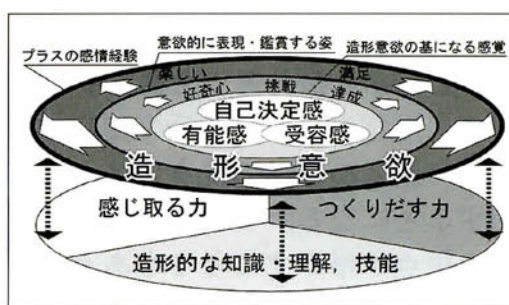 意欲的に表現・鑑賞する姿
造形意欲の基になる感覚
プラスの感情経験
楽しい
満足
好奇心
挑戦
達成
自己決定感
有能感
受容感
造形意欲
感じ取る力
つくりだす力
造形的な知識・理解，技能